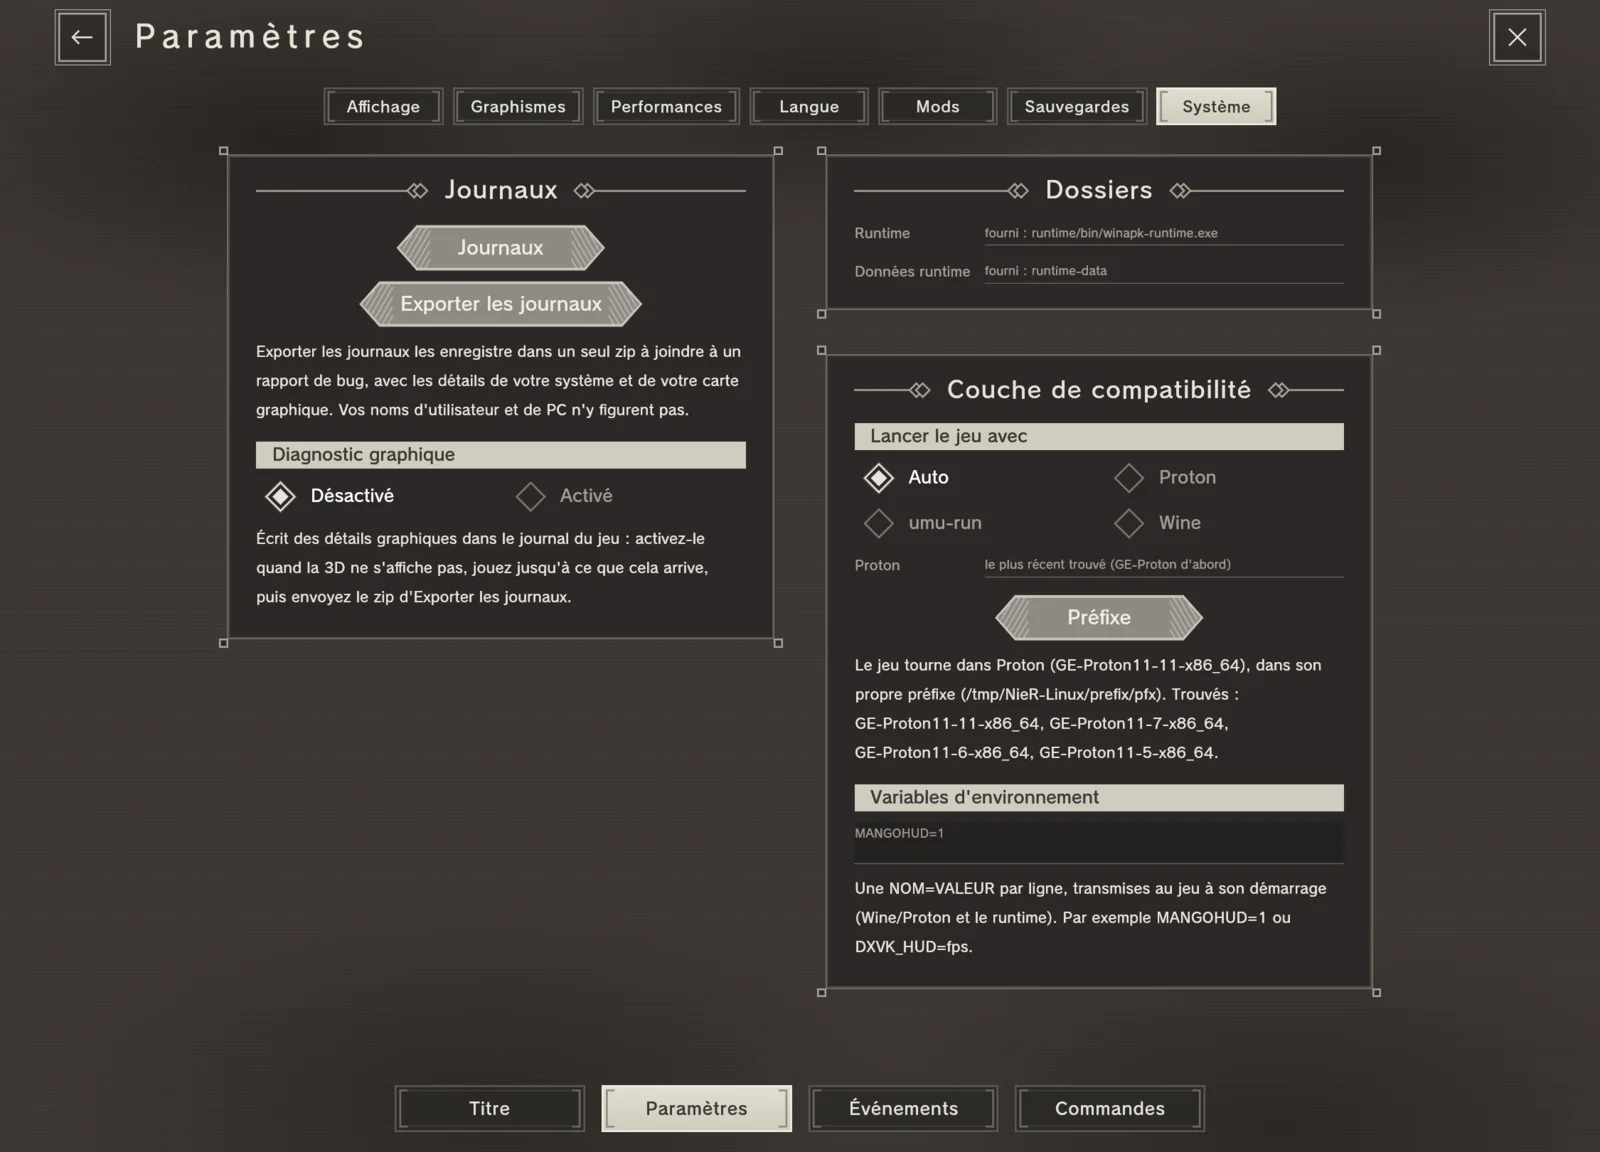 Paramètres
Affichage
Graphismes
Performances
Langue
Mods
Sauvegardes
Système
Journaux
Journaux
Exporter les journaux
Exporter les journaux les enregistre dans un seul zip à joindre à un
rapport de bug, avec les détails de votre système et de votre carte
graphique. Vos noms d'utilisateur et de PC n'y figurent pas.
Diagnostic graphique
Désactivé
Activé
Écrit des détails graphiques dans le journal du jeu : activez-le
quand la 3D ne s'affiche pas, jouez jusqu'à ce que cela arrive,
puis envoyez le zip d'Exporter les journaux.
Dossiers
Runtime
fourni : runtime/bin/winapk-runtime.exe
Données runtime
fourni : runtime-data
Couche de compatibilité
Lancer le jeu avec
Auto
Proton
umu-run
Wine
Proton
le plus récent trouvé (GE-Proton d'abord)
Préfixe
Le jeu tourne dans Proton (GE-Proton11-11-x86_64), dans son
propre préfixe (/tmp/NieR-Linux/prefix/pfx). Trouvés :
GE-Proton11-11-x86_64, GE-Proton11-7-x86_64,
GE-Proton11-6-x86_64, GE-Proton11-5-x86_64.
Variables d'environnement
MANGOHUD=1
Une NOM=VALEUR par ligne, transmises au jeu à son démarrage
(Wine/Proton et le runtime). Par exemple MANGOHUD=1 ou
DXVK_HUD=fps.
Titre
Paramètres
Événements
Commandes